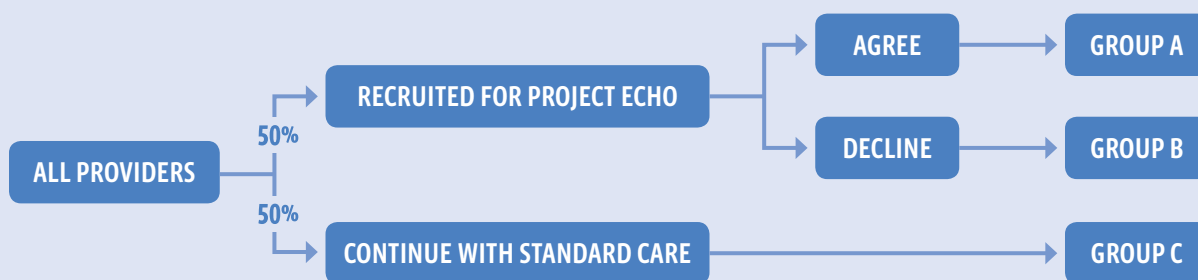 ALL PROVIDERS
50%
50%
RECRUITED FOR PROJECT ECHO
CONTINUE WITH STANDARD CARE
AGREE
DECLINE
GROUP A
GROUP B
GROUP C